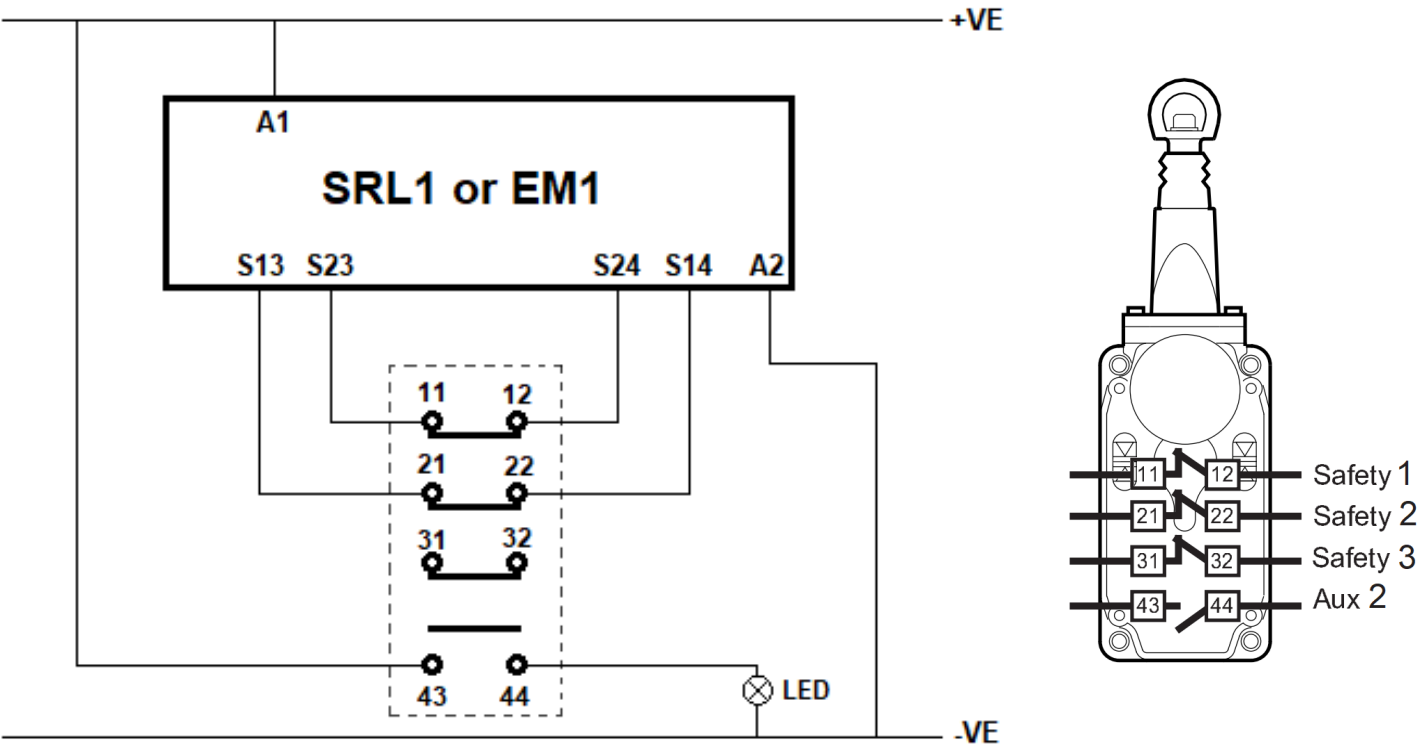 +VE
A1
SRL1 or EM1
S13 S23 S24 S14 A2
11 12
21 22
31 32
43 44
LED
-VE
11 12 Safety 1
21 22 Safety 2
31 32 Safety 3
43 44 Aux 2